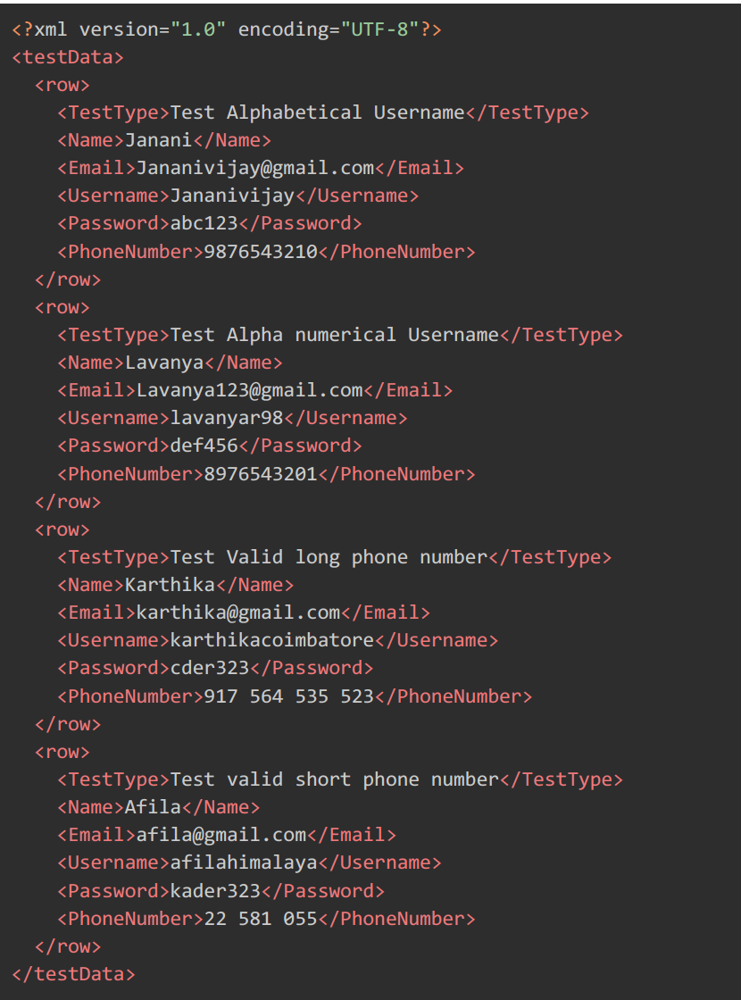 <?xml version="1.0" encoding="UTF-8"?>
<testData>
  <row>
    <TestType>Test Alphabetical Username</TestType>
    <Name>Janani</Name>
    <Email>Jananivijay@gmail.com</Email>
    <Username>Jananivijay</Username>
    <Password>abc123</Password>
    <PhoneNumber>9876543210</PhoneNumber>
  </row>
  <row>
    <TestType>Test Alpha numerical Username</TestType>
    <Name>Lavanya</Name>
    <Email>Lavanya123@gmail.com</Email>
    <Username>lavanyar98</Username>
    <Password>def456</Password>
    <PhoneNumber>8976543201</PhoneNumber>
  </row>
  <row>
    <TestType>Test Valid long phone number</TestType>
    <Name>Karthika</Name>
    <Email>karthika@gmail.com</Email>
    <Username>karthikacoimbatore</Username>
    <Password>cder323</Password>
    <PhoneNumber>917 564 535 523</PhoneNumber>
  </row>
  <row>
    <TestType>Test valid short phone number</TestType>
    <Name>Afila</Name>
    <Email>afila@gmail.com</Email>
    <Username>afilahimalaya</Username>
    <Password>kader323</Password>
    <PhoneNumber>22 581 055</PhoneNumber>
  </row>
</testData>